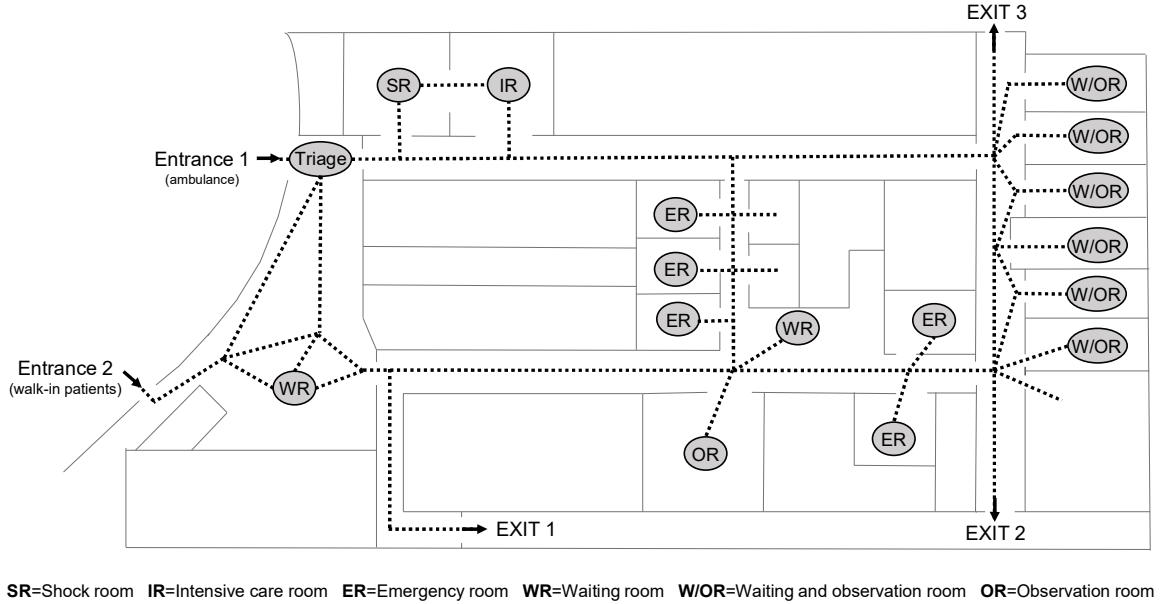 EXIT 3
SR
IR
W/OR
W/OR
Entrance 1
(ambulance)
Triage
W/OR
ER
W/OR
ER
W/OR
ER
WR
ER
W/OR
Entrance 2
(walk-in patients)
WR
ER
OR
EXIT 1
EXIT 2
SR=Shock room IR=Intensive care room ER=Emergency room WR=Waiting room W/OR=Waiting and observation room OR=Observation room